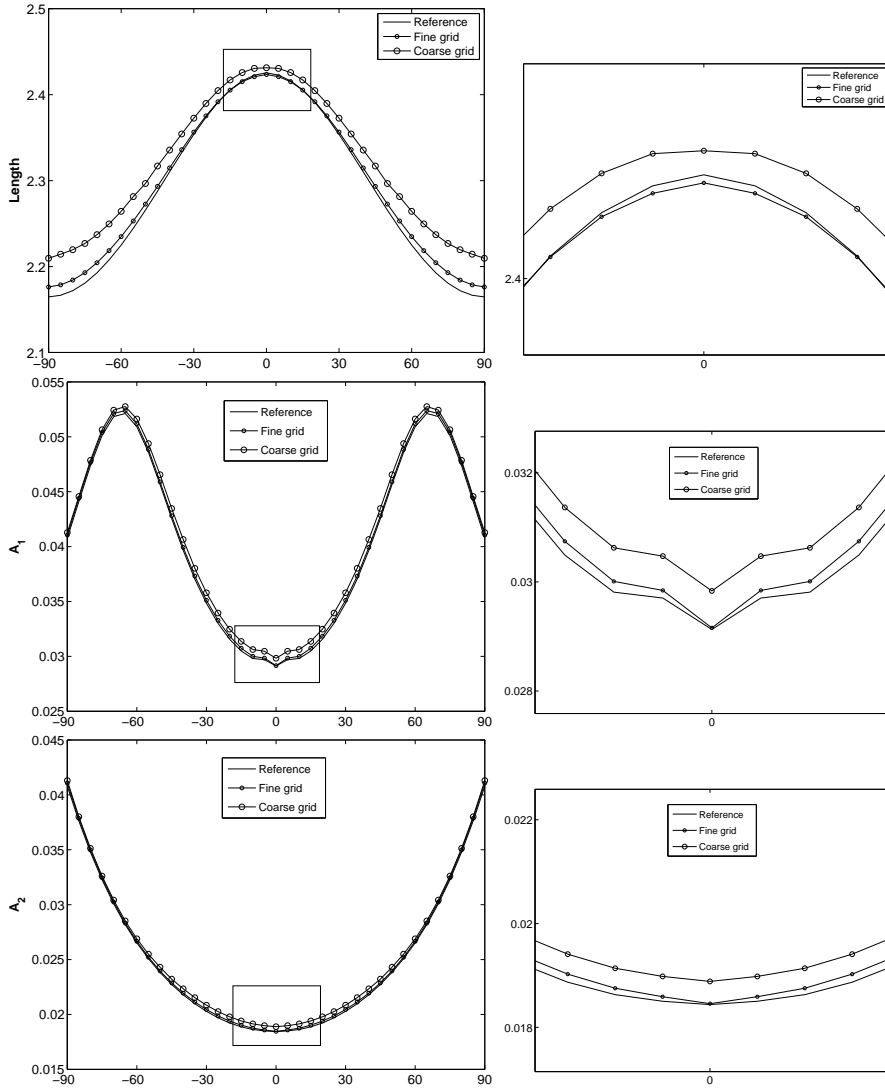 2.5
2.4
2.3
2.2
2.1
Length
−90 −60 −30 0 30 60 90
Reference
Fine grid
Coarse grid
2.4
0
Reference
Fine grid
Coarse grid
0.055
0.05
0.045
0.04
0.035
0.03
0.025
A1
−90 −60 −30 0 30 60 90
Reference
Fine grid
Coarse grid
0.032
0.03
0.028
0
Reference
Fine grid
Coarse grid
0.045
0.04
0.035
0.03
0.025
0.02
0.015
A2
−90 −60 −30 0 30 60 90
Reference
Fine grid
Coarse grid
0.022
0.02
0.018
0
Reference
Fine grid
Coarse grid